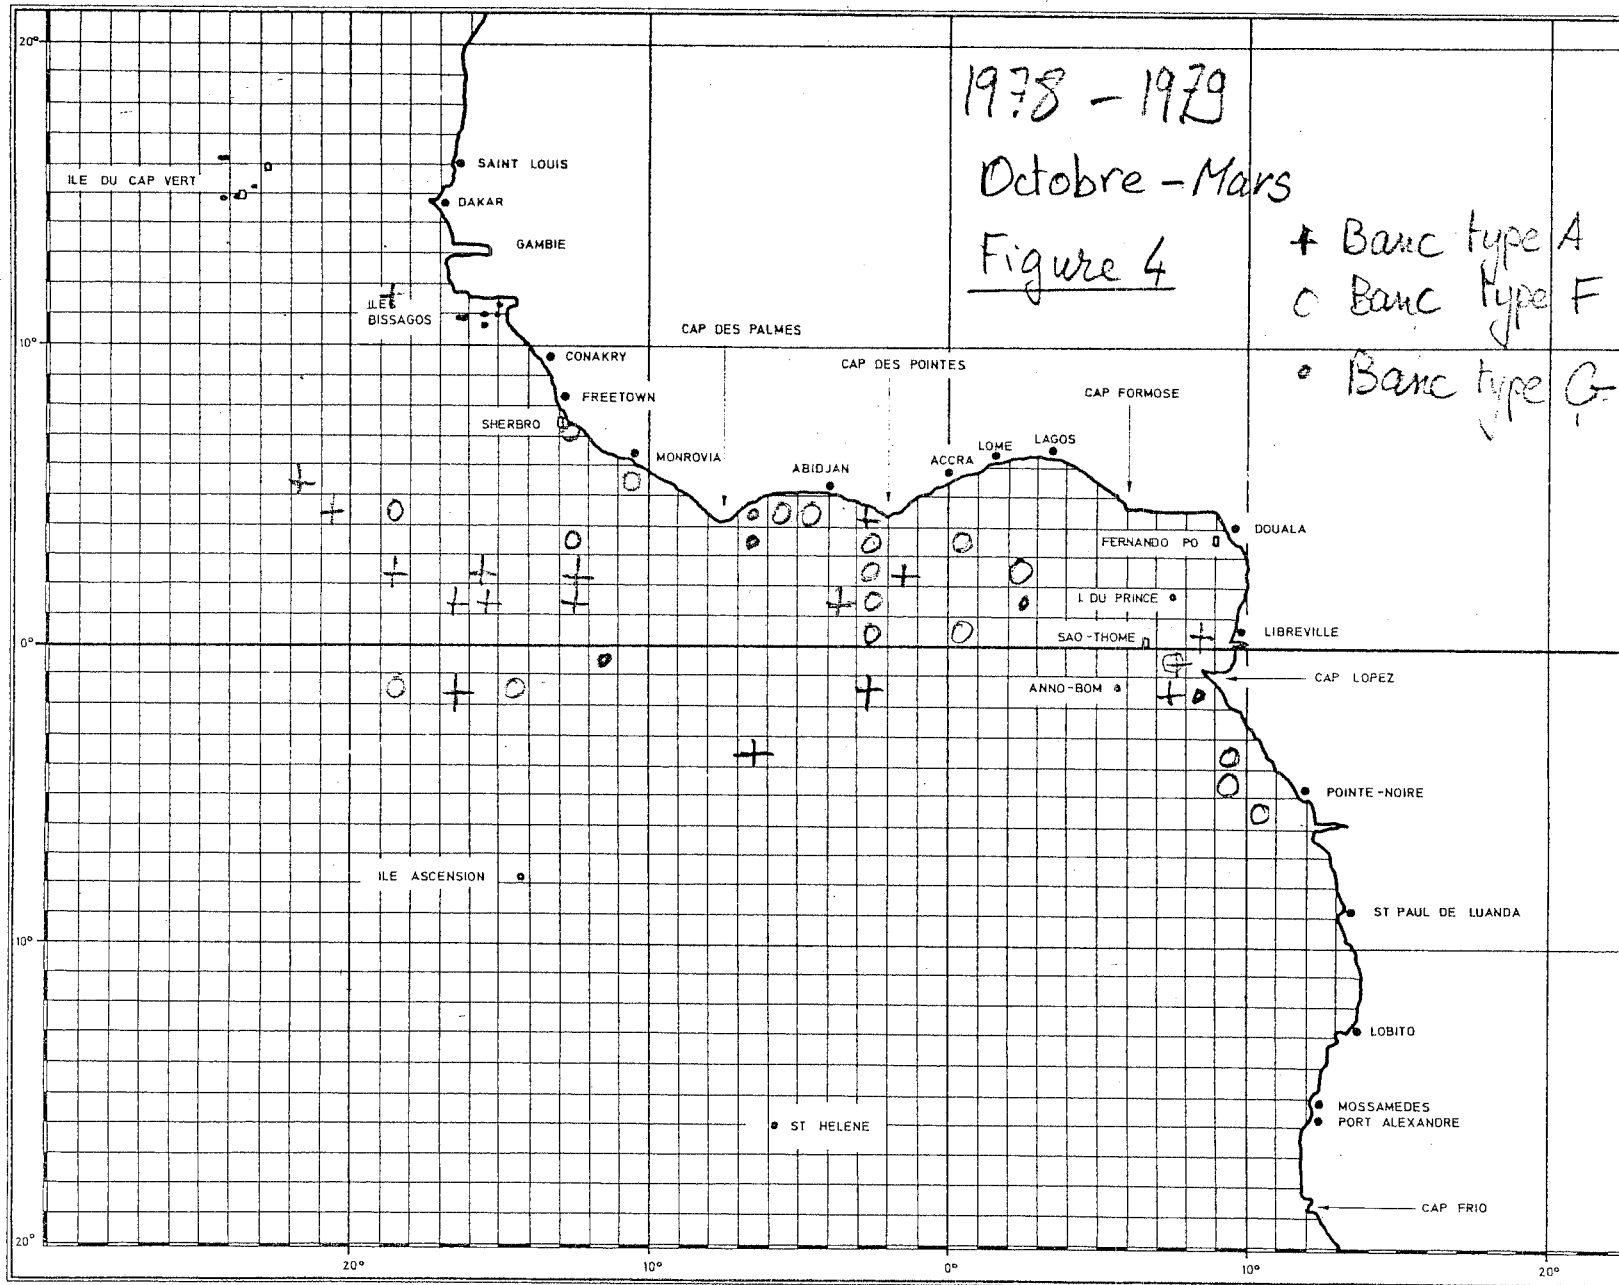 1978 - 1979
Octobre - Mars
Figure 4
+ Banc type A
o Banc type F
• Banc type G
20°
SAINT LOUIS
ILE DU CAP VERT
DAKAR
GAMBIE
ILES
BISSAGOS
10°
CAP DES PALMES
CONAKRY
CAP DES POINTES
CAP FORMOSE
FREETOWN
SHERBRO
MONROVIA
ABIDJAN
ACCRA
LOME
LAGOS
DOUALA
FERNANDO PO
I. DU PRINCE
SAO-THOME
LIBREVILLE
0°
CAP LOPEZ
ANNO-BOM
POINTE-NOIRE
ILE ASCENSION
ST PAUL DE LUANDA
10°
LOBITO
MOSSAMEDES
PORT ALEXANDRE
ST HELENE
CAP FRIO
20°
20°
10°
0°
10°
20°